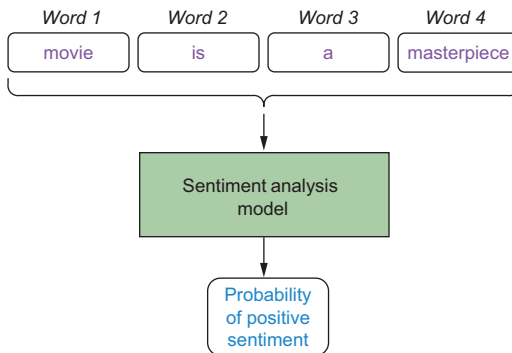 Word 1 Word 2 Word 3 Word 4
movie is a masterpiece
Sentiment analysis
model
Probability
of positive
sentiment